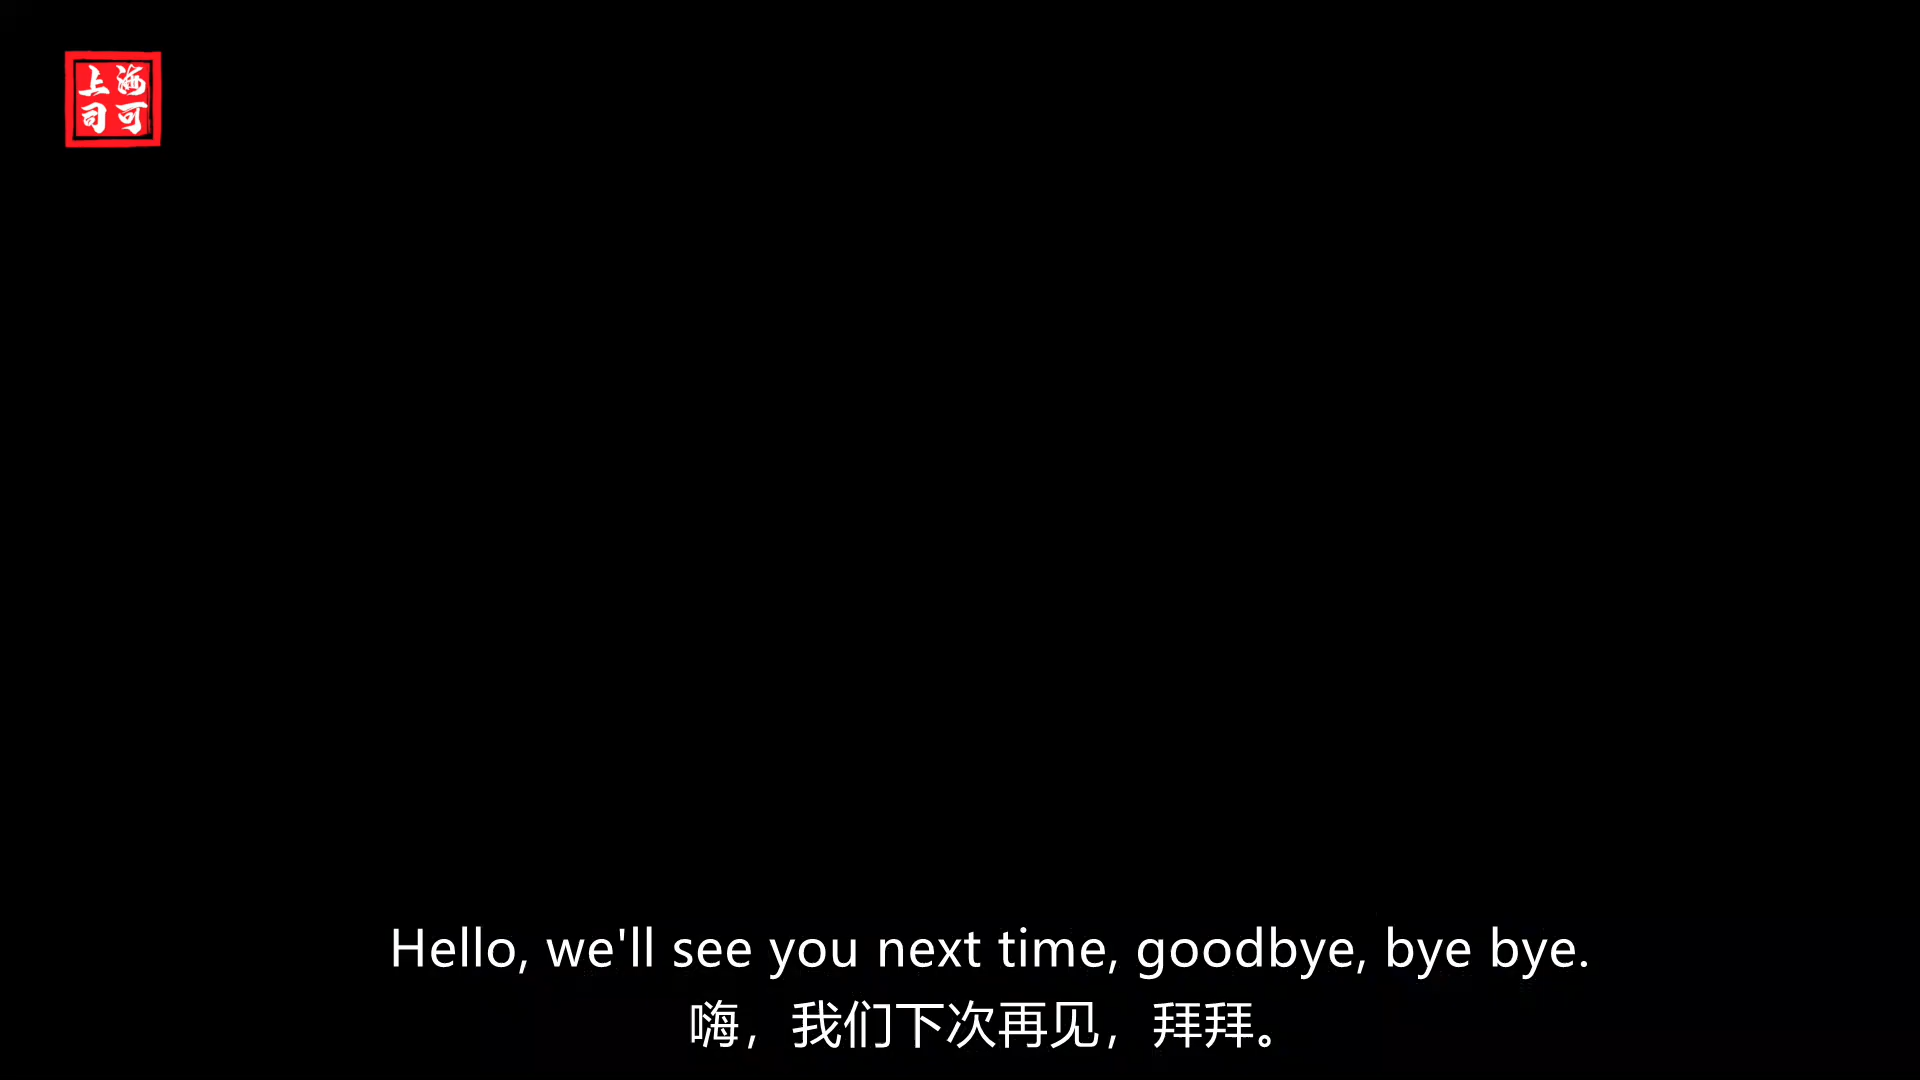 上海
司可
Hello, we'll see you next time, goodbye, bye bye.
嗨，我们下次再见，拜拜。